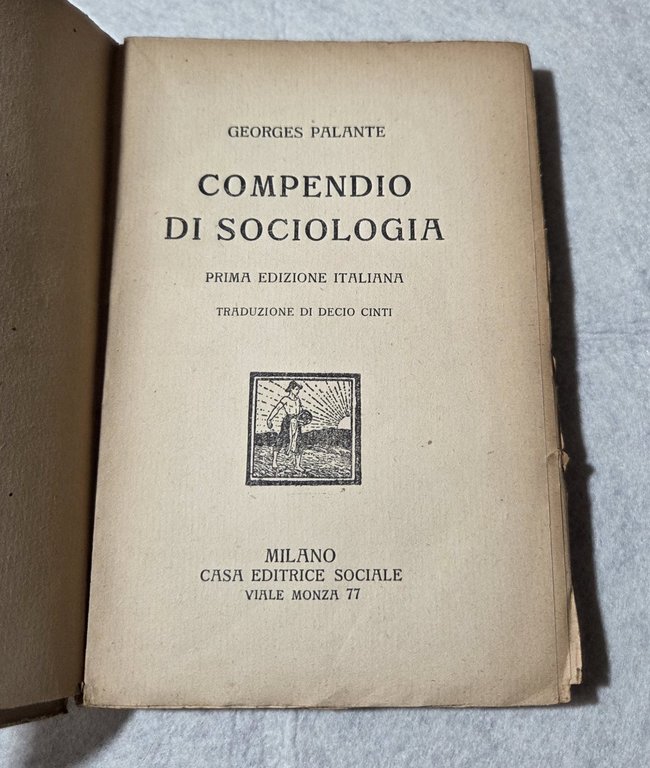 GEORGES PALANTE
COMPENDIO
DI SOCIOLOGIA
PRIMA EDIZIONE ITALIANA
TRADUZIONE DI DECIO CINTI
MILANO
CASA EDITRICE SOCIALE
VIALE MONZA 77